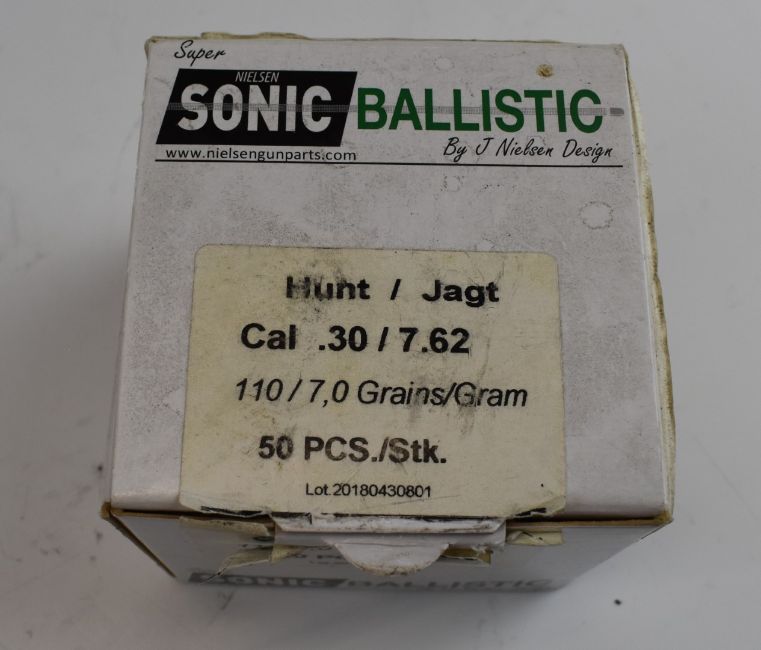 Super
NIELSEN
SONIC BALLISTIC
www.nielsengunparts.com
By J Nielsen Design
Hunt / Jagt
Cal .30 / 7.62
110 / 7,0 Grains/Gram
50 PCS./Stk.
Lot.20180430801
SONIC BALLISTIC